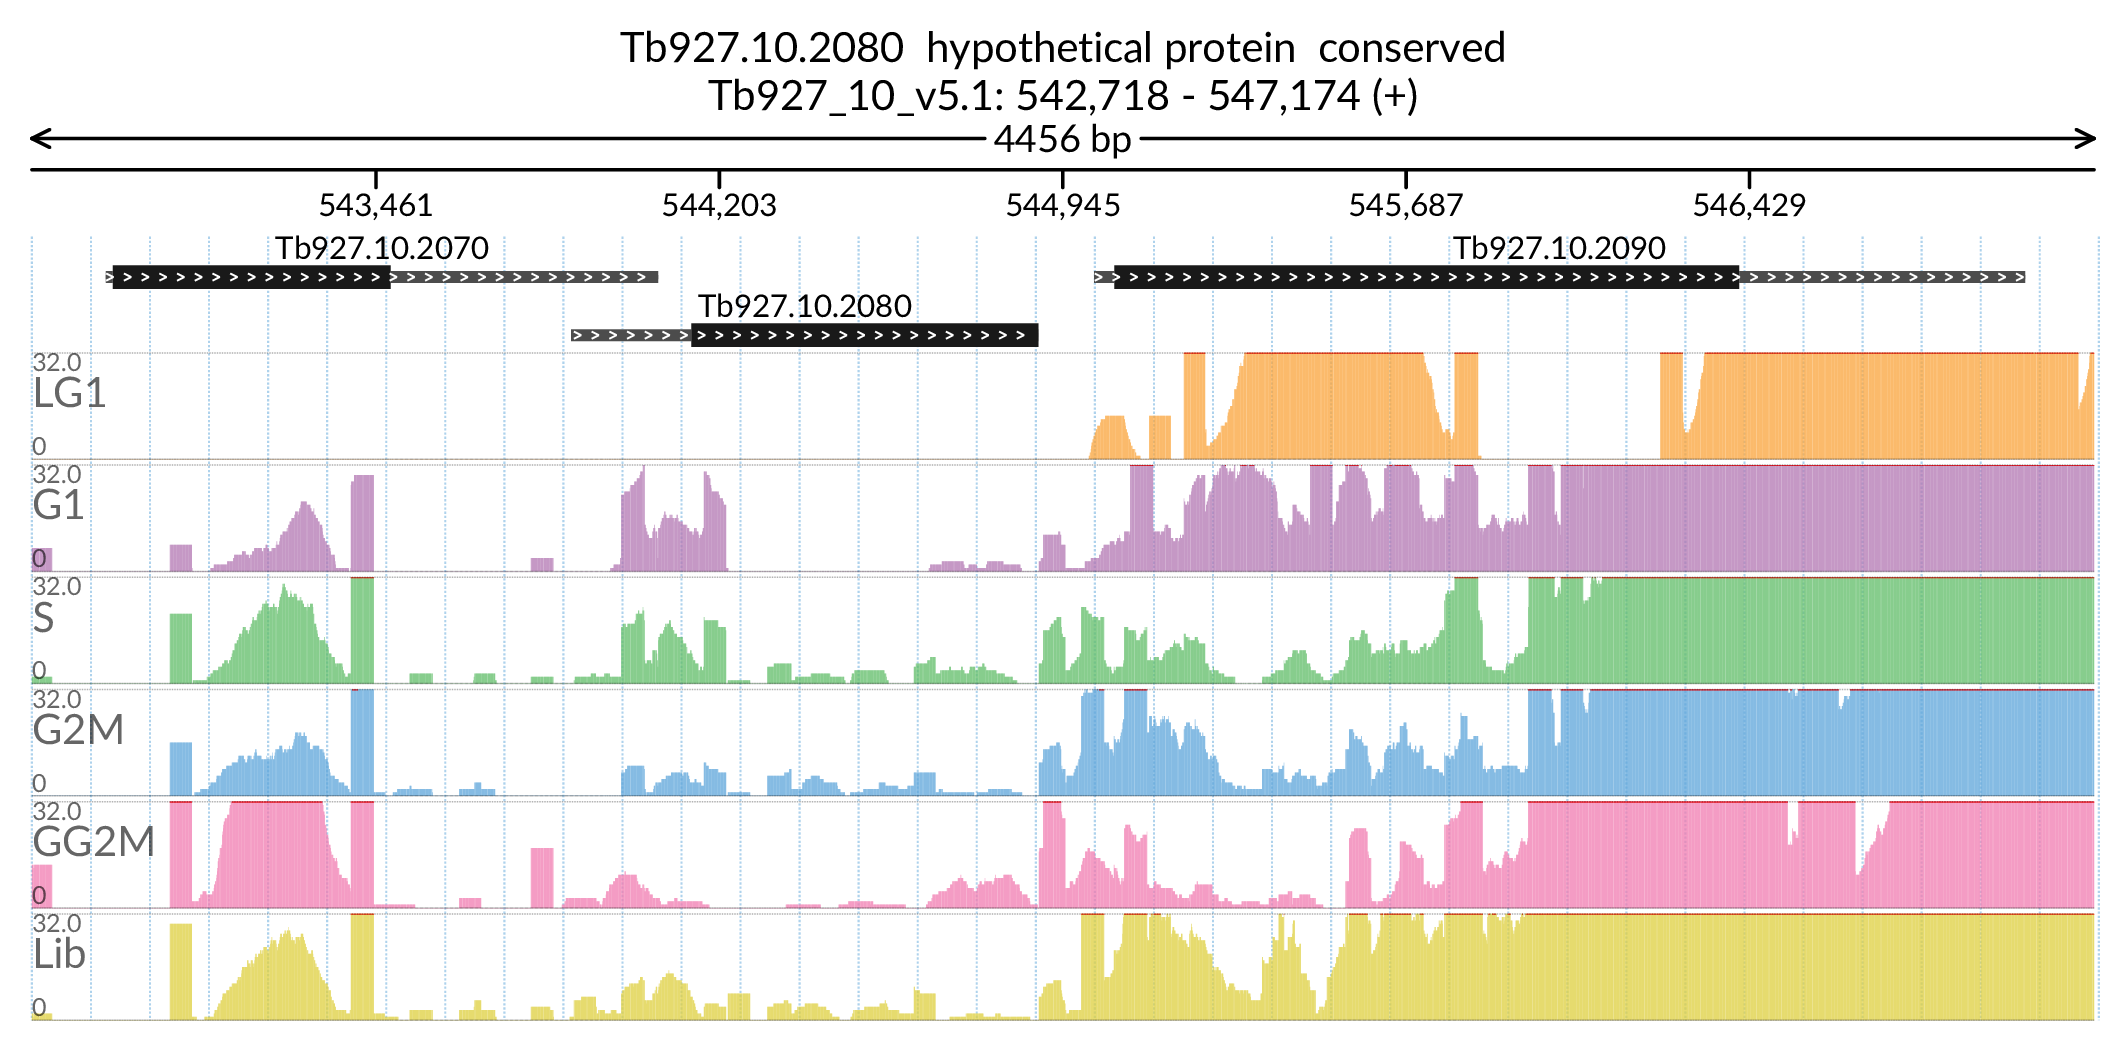 Tb927.10.2080 hypothetical protein conserved
Tb927_10_v5.1: 542,718 - 547,174 (+)
4456 bp
543,461 544,203 544,945 545,687 546,429
Tb927.10.2070 Tb927.10.2090
Tb927.10.2080
32.0
LG1
0
32.0
G1
0
32.0
S
0
32.0
G2M
0
32.0
GG2M
0
32.0
Lib
0